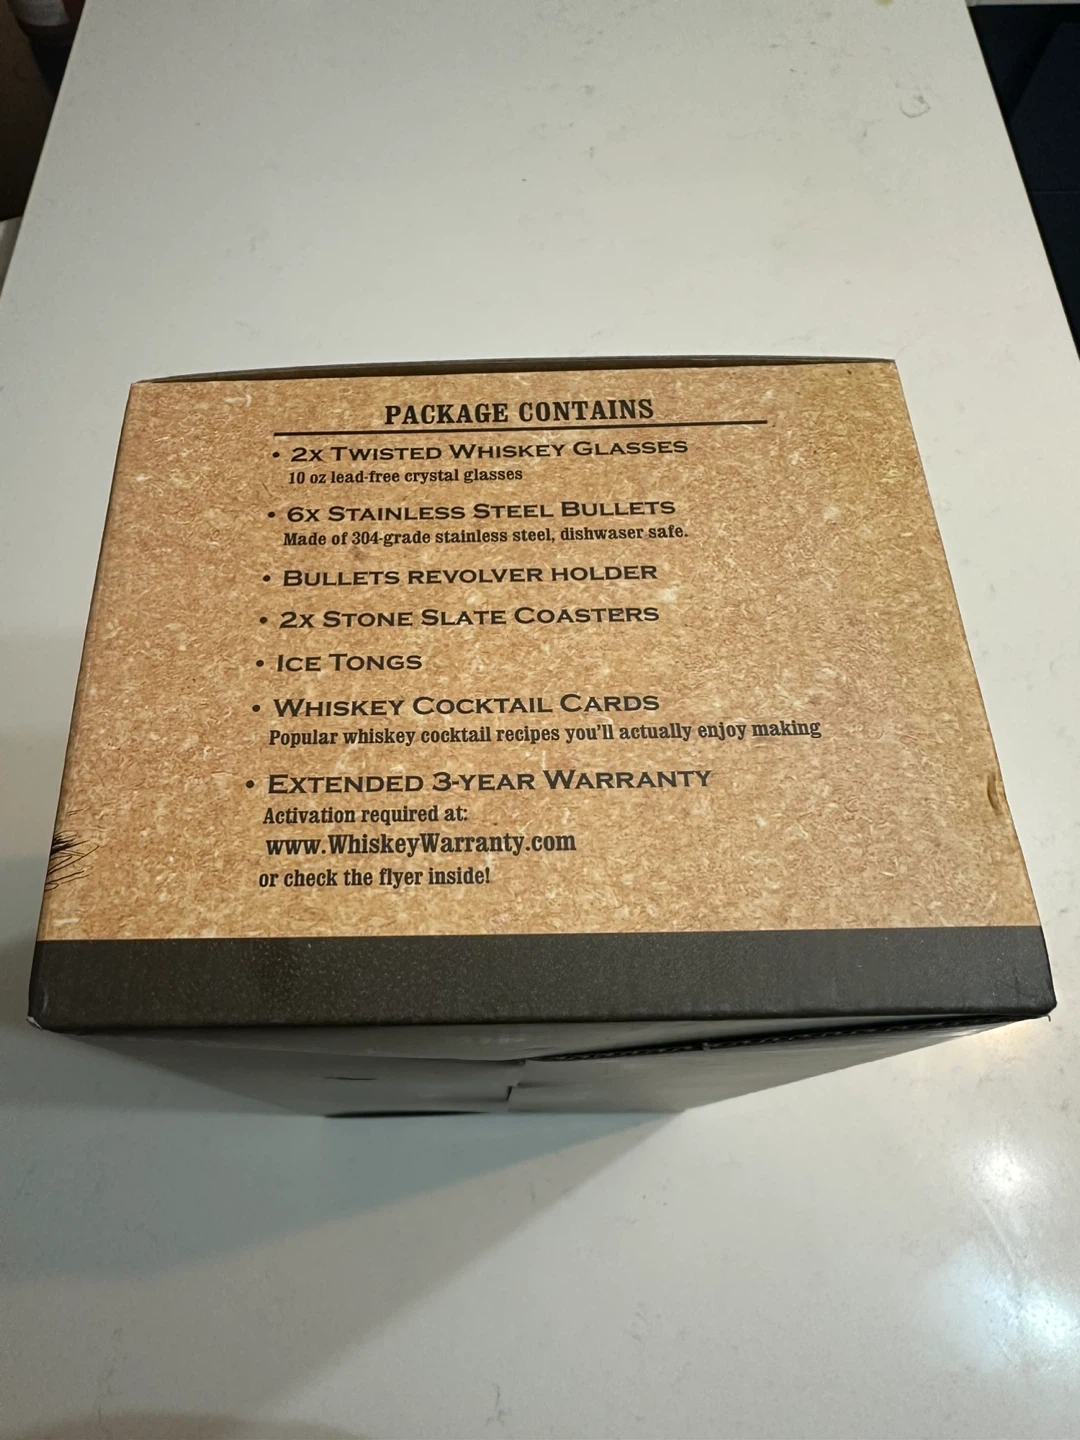 PACKAGE CONTAINS
• 2x Twisted Whiskey Glasses
10 oz lead-free crystal glasses
• 6x Stainless Steel Bullets
Made of 304-grade stainless steel, dishwaser safe.
• Bullets revolver holder
• 2x Stone Slate Coasters
• Ice Tongs
• Whiskey Cocktail Cards
Popular whiskey cocktail recipes you'll actually enjoy making
• Extended 3-year Warranty
Activation required at:
www.WhiskeyWarranty.com
or check the flyer inside!